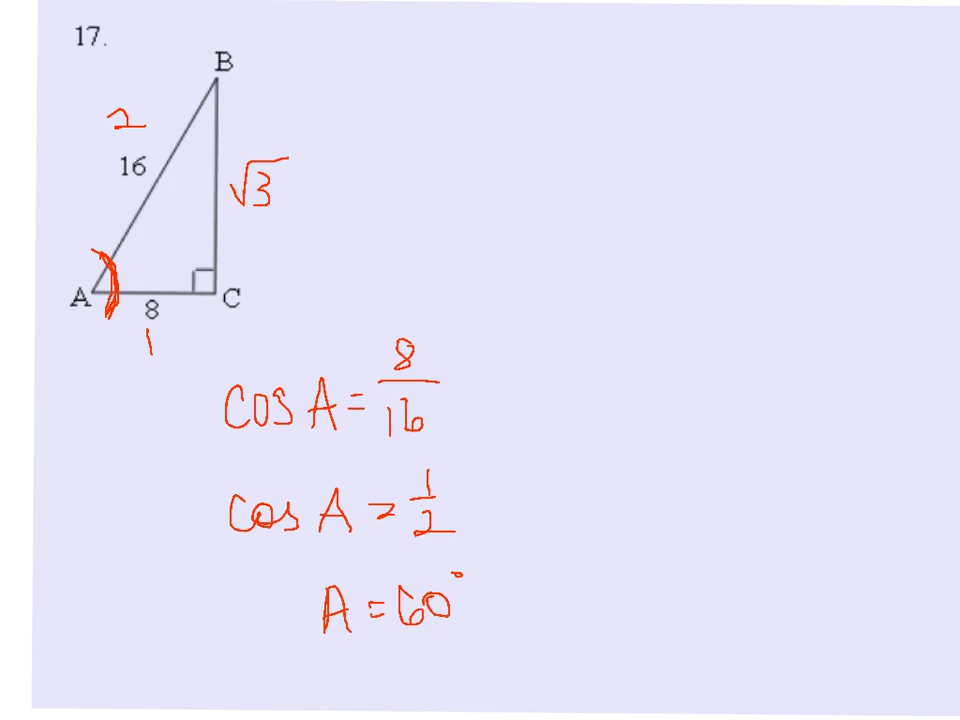 17.
B
2
16
√3
A
8
C
1
cos A = 8/16
cos A = 1/2
A = 60°